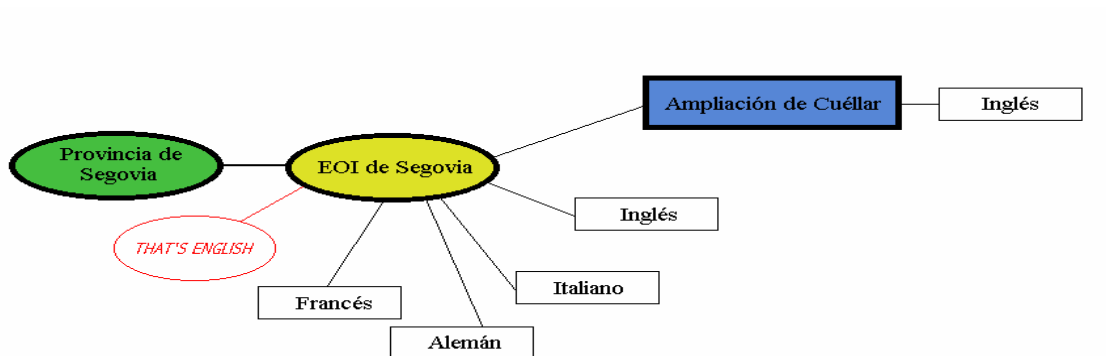 Ampliación de Cuéllar
Inglés
Provincia de
Segovia
EOI de Segovia
Inglés
THAT'S ENGLISH
Italiano
Francés
Alemán